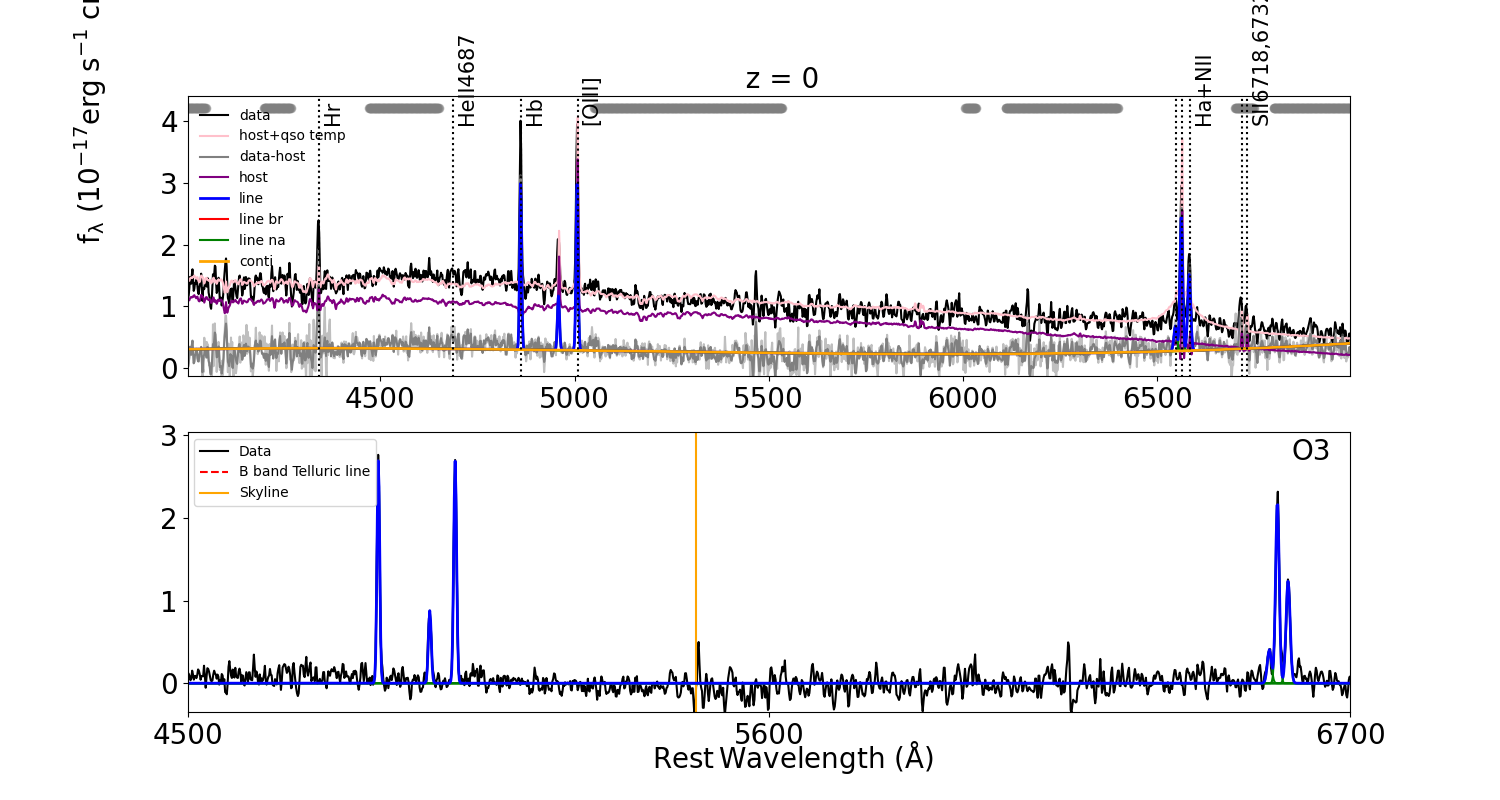 z = 0
f_λ (10^−17 erg s^−1
Hr
HeII4687
Hb
[OIII]
Ha+NII
SII6718,673
data
host+qso temp
data-host
host
line
line br
line na
conti
4
3
2
1
0
4500 5000 5500 6000 6500
O3
Data
B band Telluric line
Skyline
3
2
1
0
4500 5600 6700
Rest Wavelength (Å)